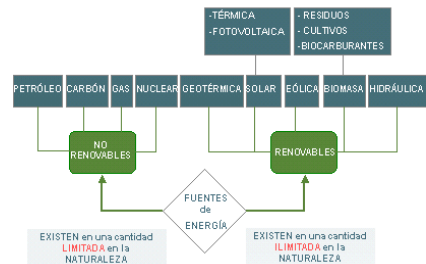 -TÉRMICA
-FOTOVOLTAICA
- RESIDUOS
- CULTIVOS
-BIOCARBURANTES
PETRÓLEO
CARBÓN
GAS
NUCLEAR
GEOTÉRMICA
SOLAR
EÓLICA
BIOMASA
HIDRÁULICA
NO
RENOVABLES
RENOVABLES
FUENTES
de
ENERGÍA
EXISTEN en una cantidad
LIMITADA en la
NATURALEZA
EXISTEN en una cantidad
ILIMITADA en la
NATURALEZA